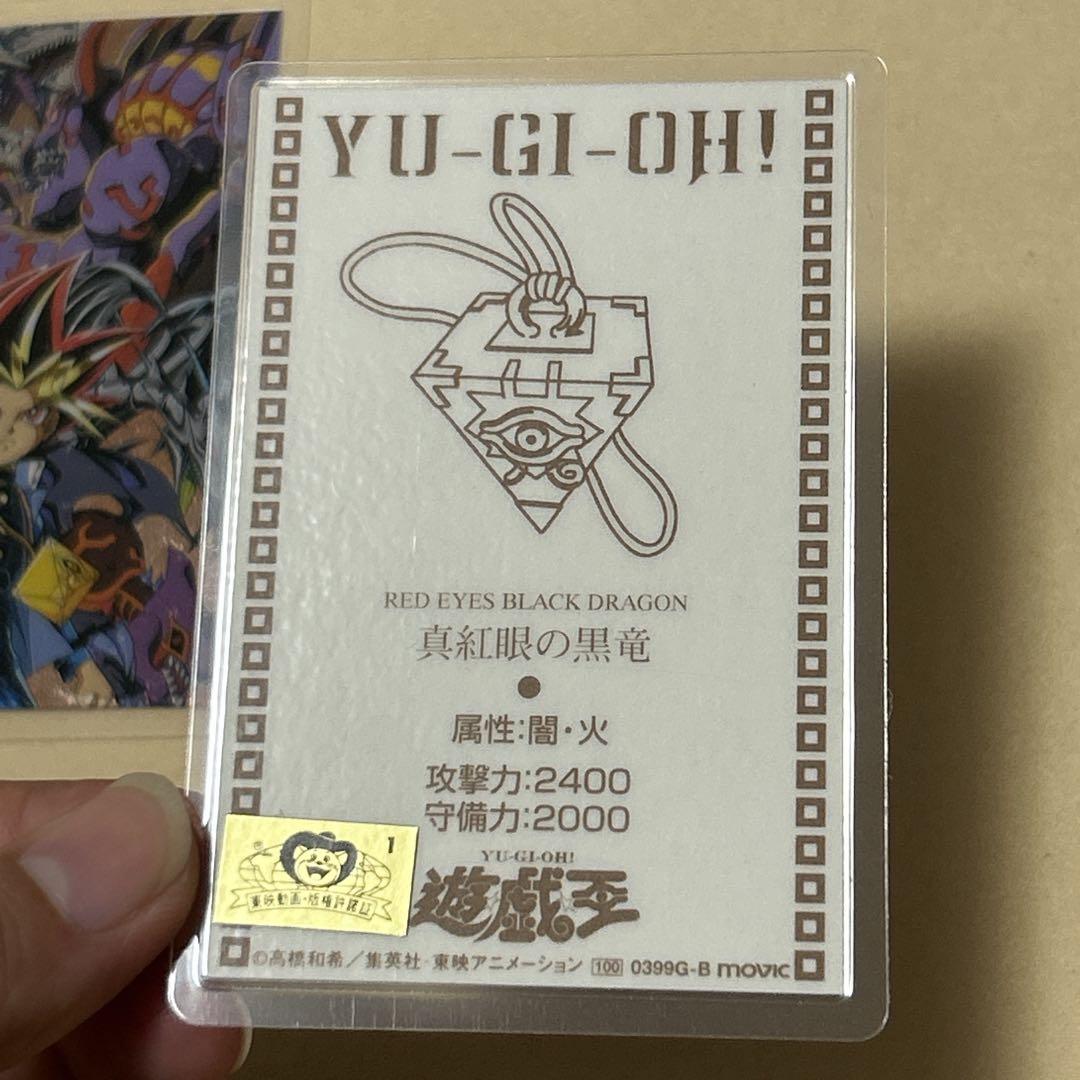 YU-GI-OH!
RED EYES BLACK DRAGON
真紅眼の黒竜
●
属性:闇・火
攻撃力:2400
守備力:2000
1
東映動画・版権許諾証
YU-GI-OH!
遊戯王
©高橋和希／集英社・東映アニメーション 100 0399G-B movic